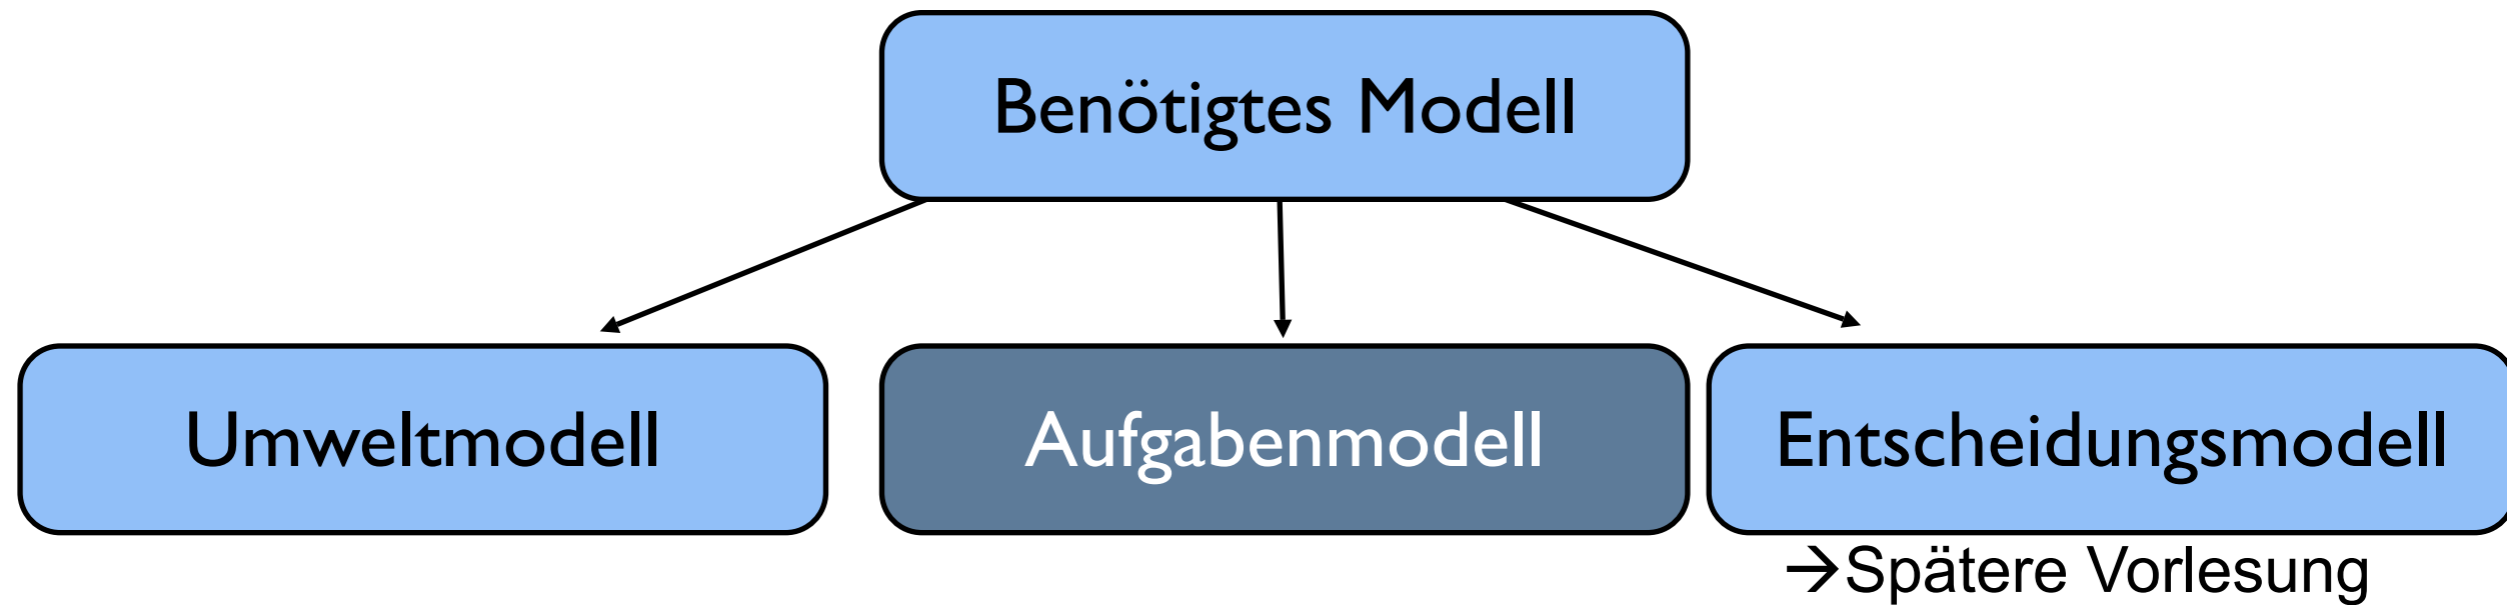 Benötigtes Modell
Umweltmodell
Aufgabenmodell
Entscheidungsmodell
→Spätere Vorlesung